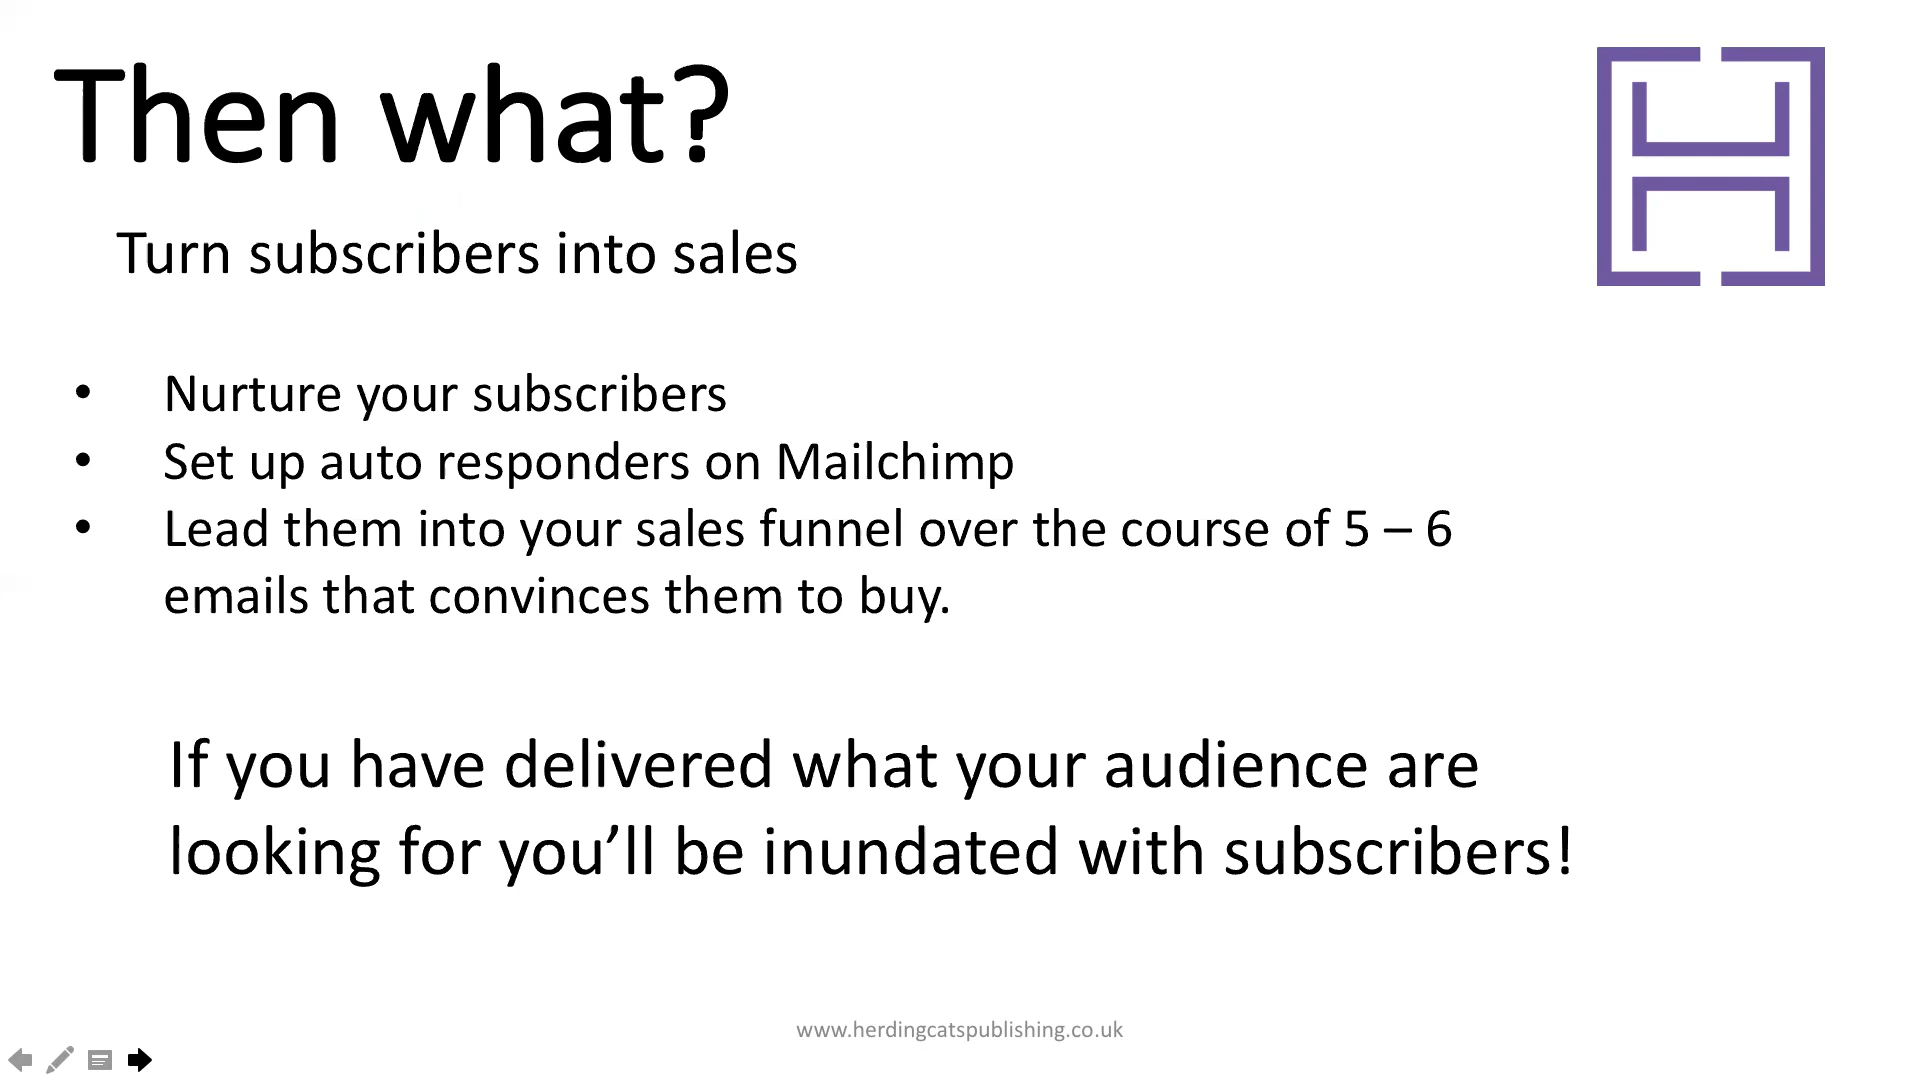 Then what?
Turn subscribers into sales
• Nurture your subscribers
• Set up auto responders on Mailchimp
• Lead them into your sales funnel over the course of 5 – 6
emails that convinces them to buy.
If you have delivered what your audience are
looking for you’ll be inundated with subscribers!
www.herdingcatspublishing.co.uk